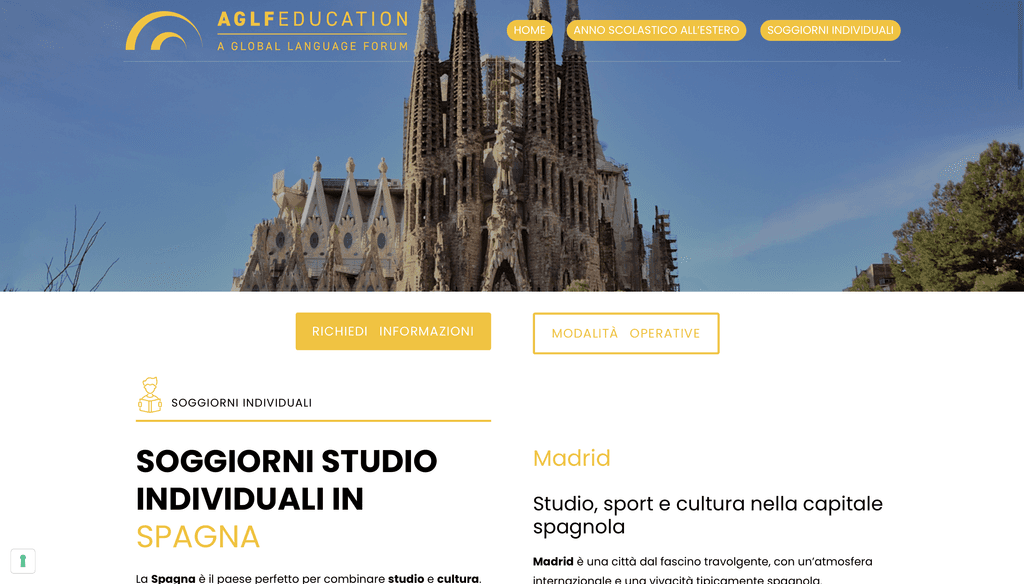 AGLFEDUCATION
A GLOBAL LANGUAGE FORUM
HOME
ANNO SCOLASTICO ALL'ESTERO
SOGGIORNI INDIVIDUALI
RICHIEDI INFORMAZIONI
MODALITÀ OPERATIVE
SOGGIORNI INDIVIDUALI
SOGGIORNI STUDIO
INDIVIDUALI IN
SPAGNA
La Spagna è il paese perfetto per combinare studio e cultura.
Madrid
Studio, sport e cultura nella capitale
spagnola
Madrid è una città dal fascino travolgente, con un'atmosfera
internazionale e una vivacità tipicamente spagnola.